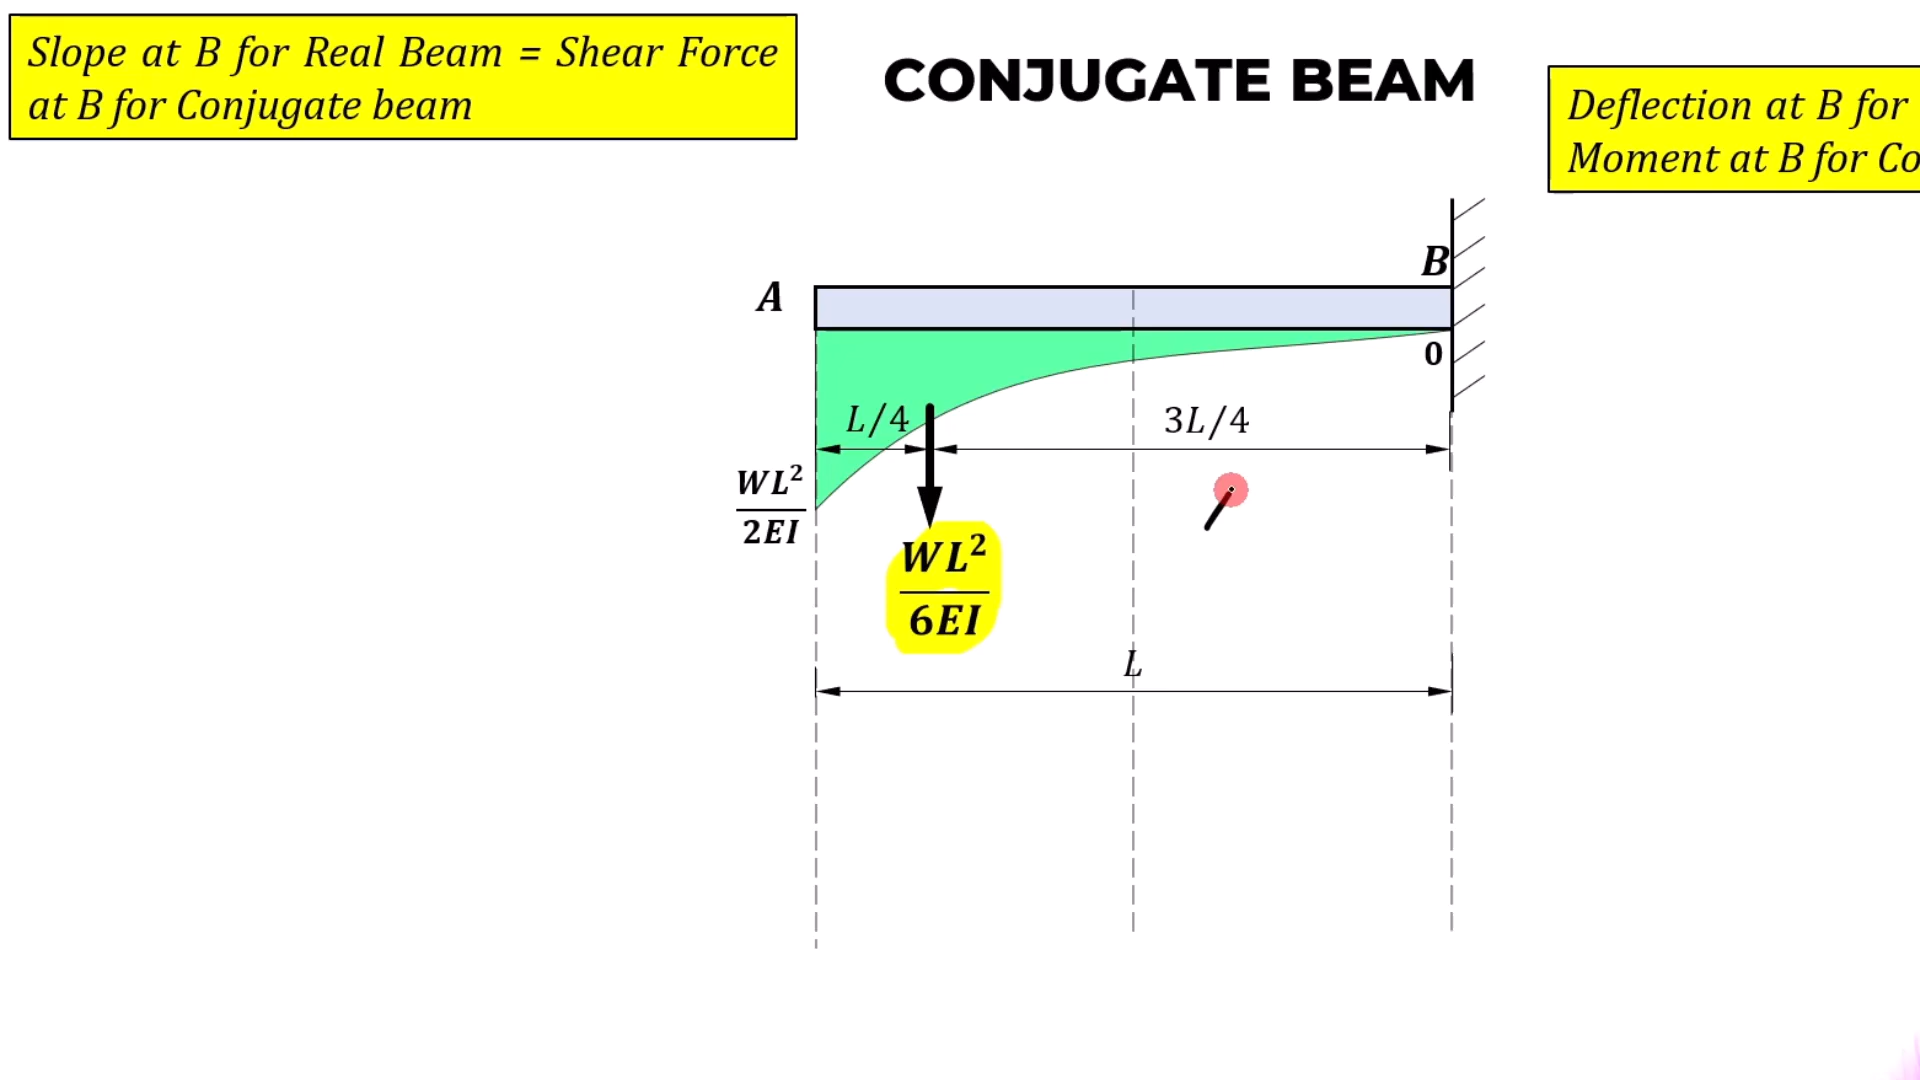 Slope at B for Real Beam = Shear Force
at B for Conjugate beam
CONJUGATE BEAM
Deflection at B for
Moment at B for Co
B
A
0
L/4
3L/4
WL²
2EI
WL²
6EI
L